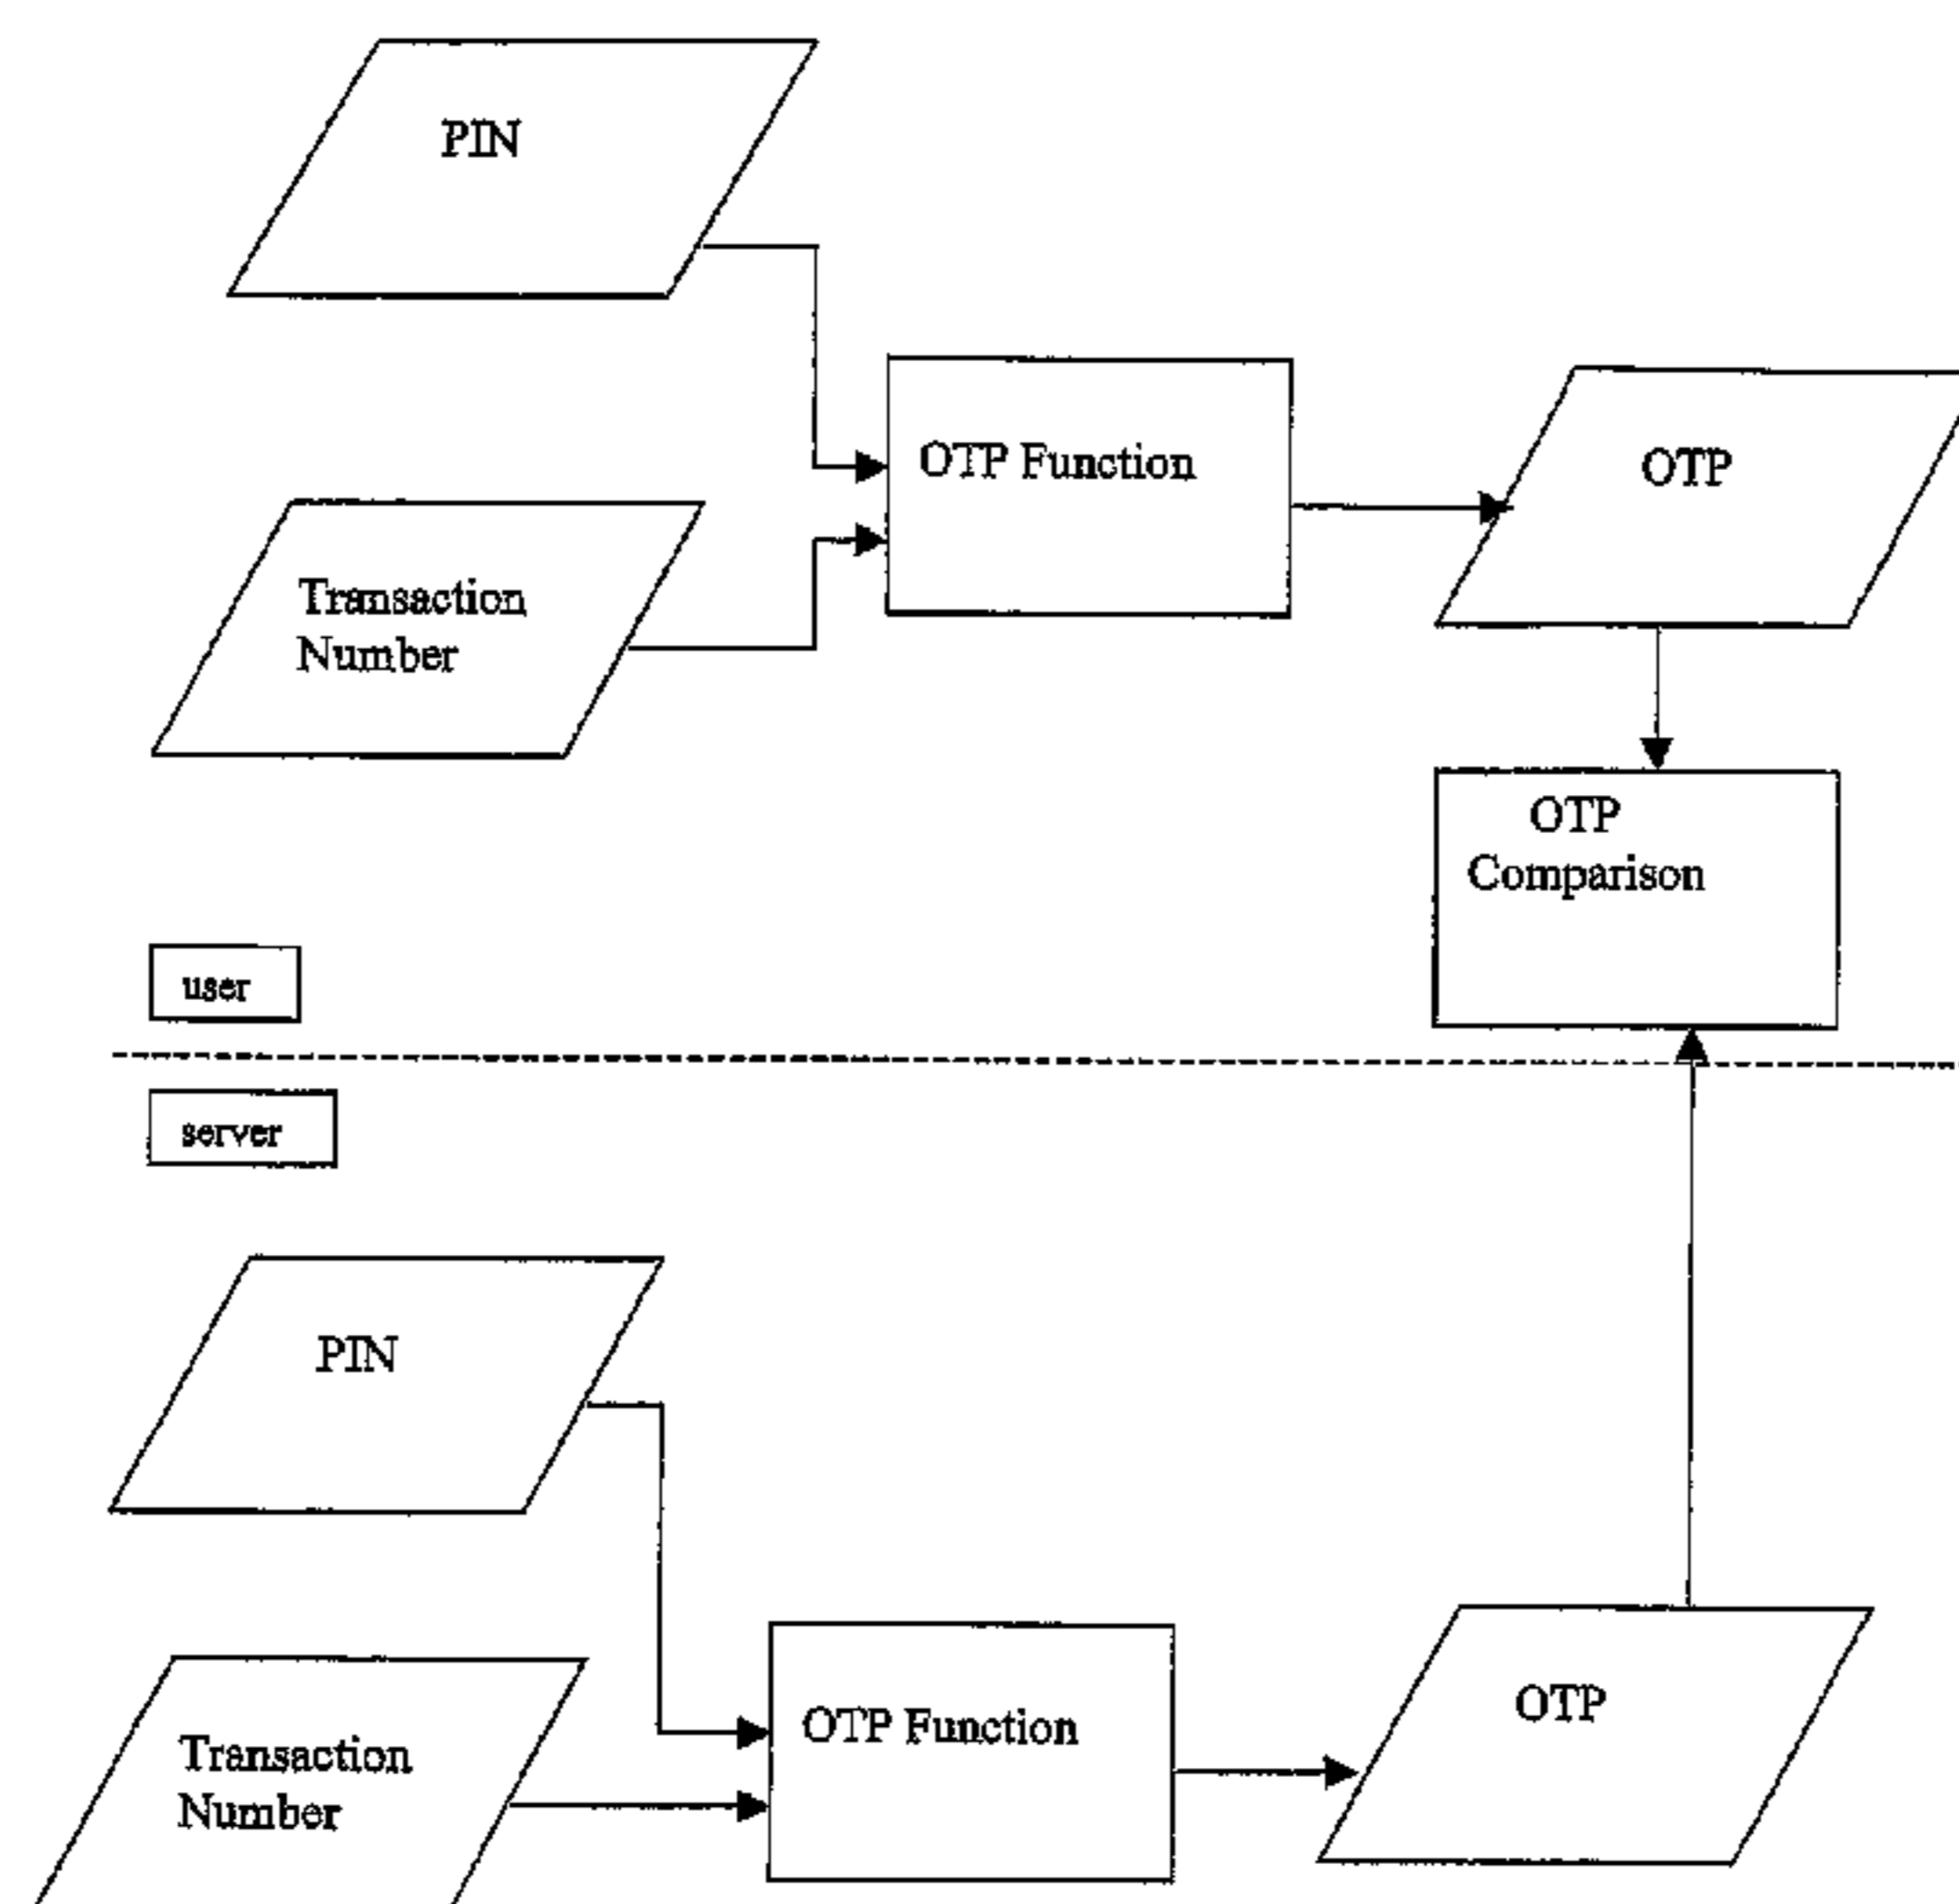 PIN
OTP Function
OTP
Transaction
Number
OTP
Comparison
user
server
PIN
OTP Function
OTP
Transaction
Number